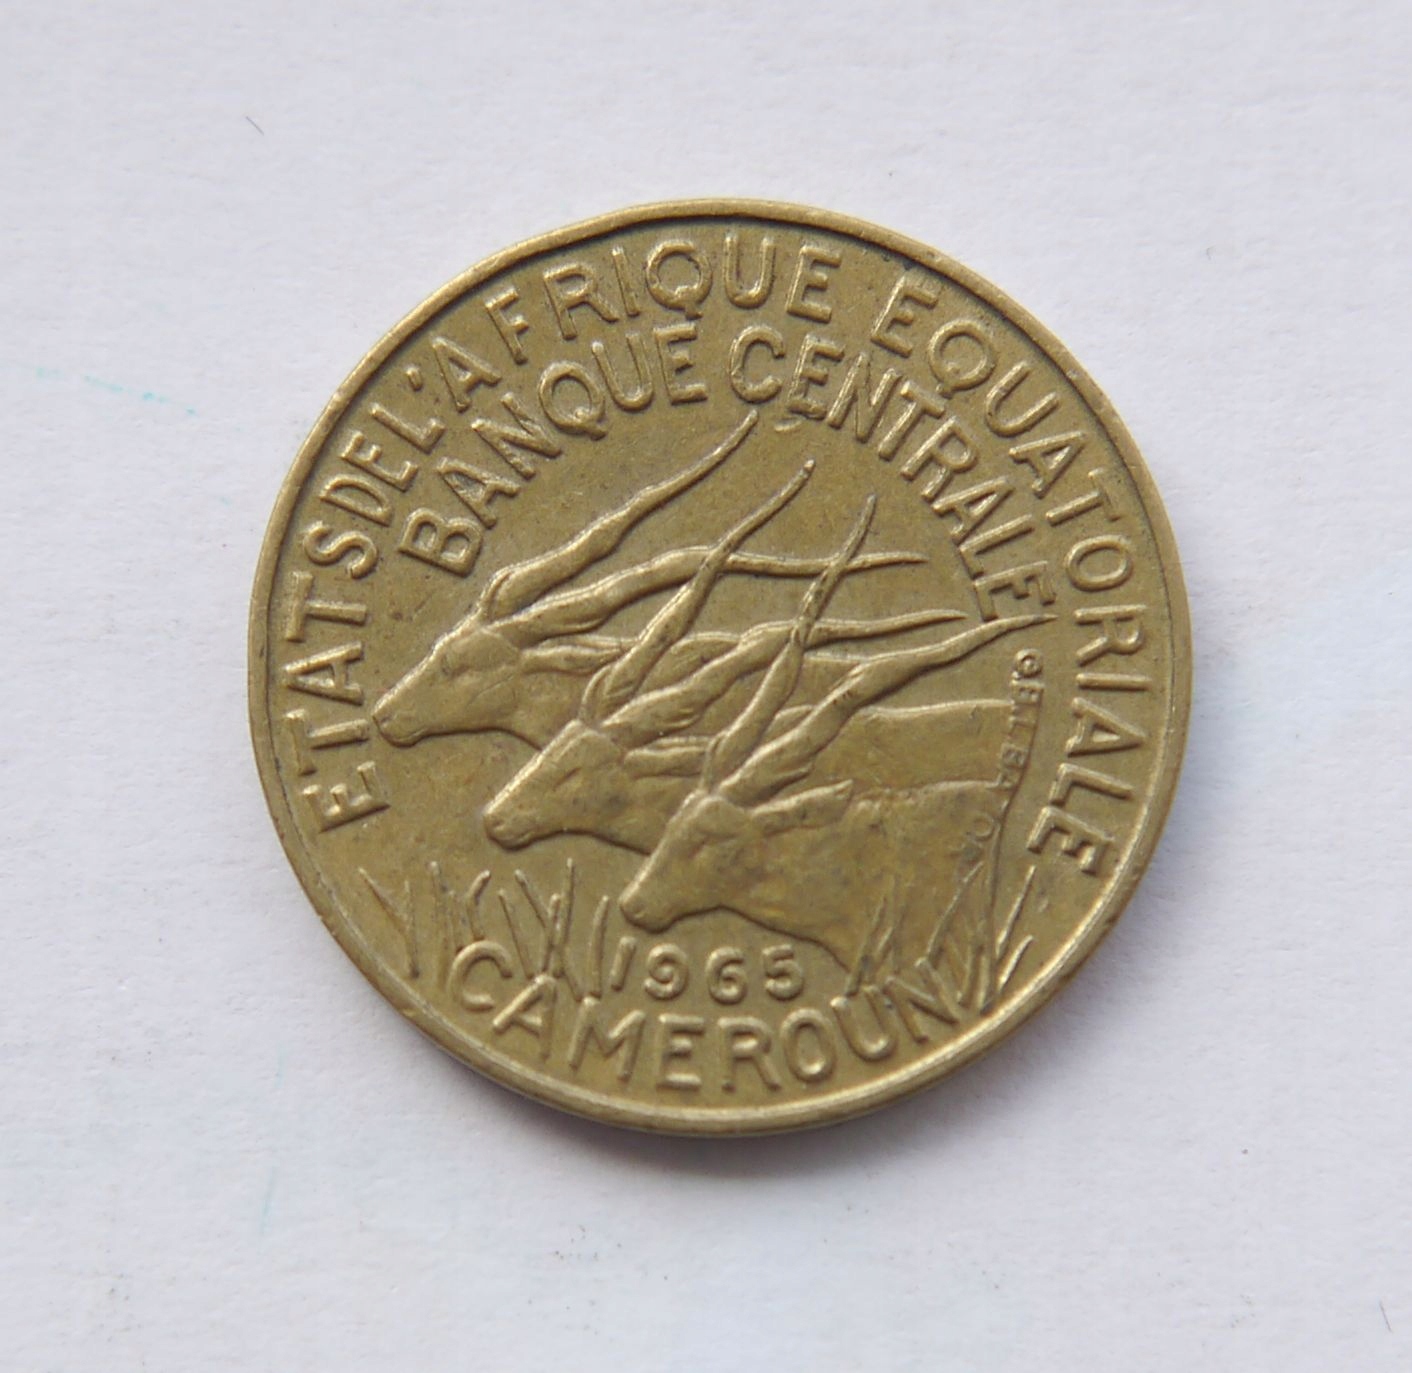 ETATS DE L'AFRIQUE EQUATORIALE
BANQUE CENTRALE
1965
CAMEROUN